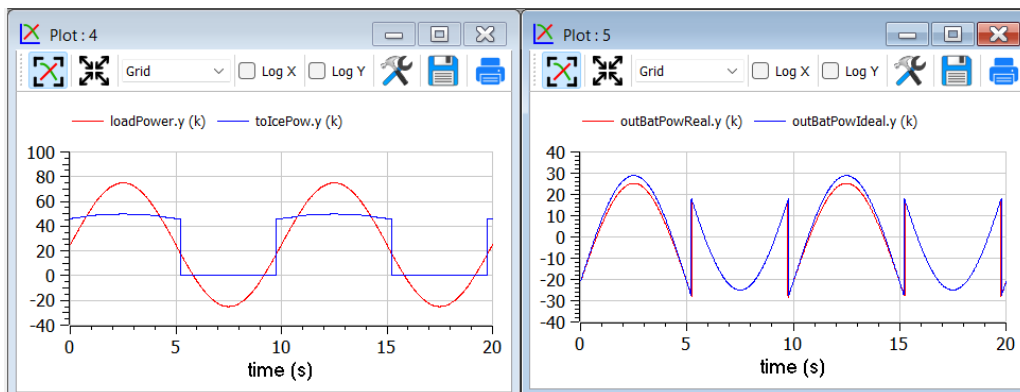 Plot : 4
Grid Log X Log Y
loadPower.y (k) toIcePow.y (k)
100
80
60
40
20
0
-20
-40
0 5 10 15 20
time (s)
Plot : 5
Grid Log X Log Y
outBatPowReal.y (k) outBatPowIdeal.y (k)
40
30
20
10
0
-10
-20
-30
-40
0 5 10 15 20
time (s)